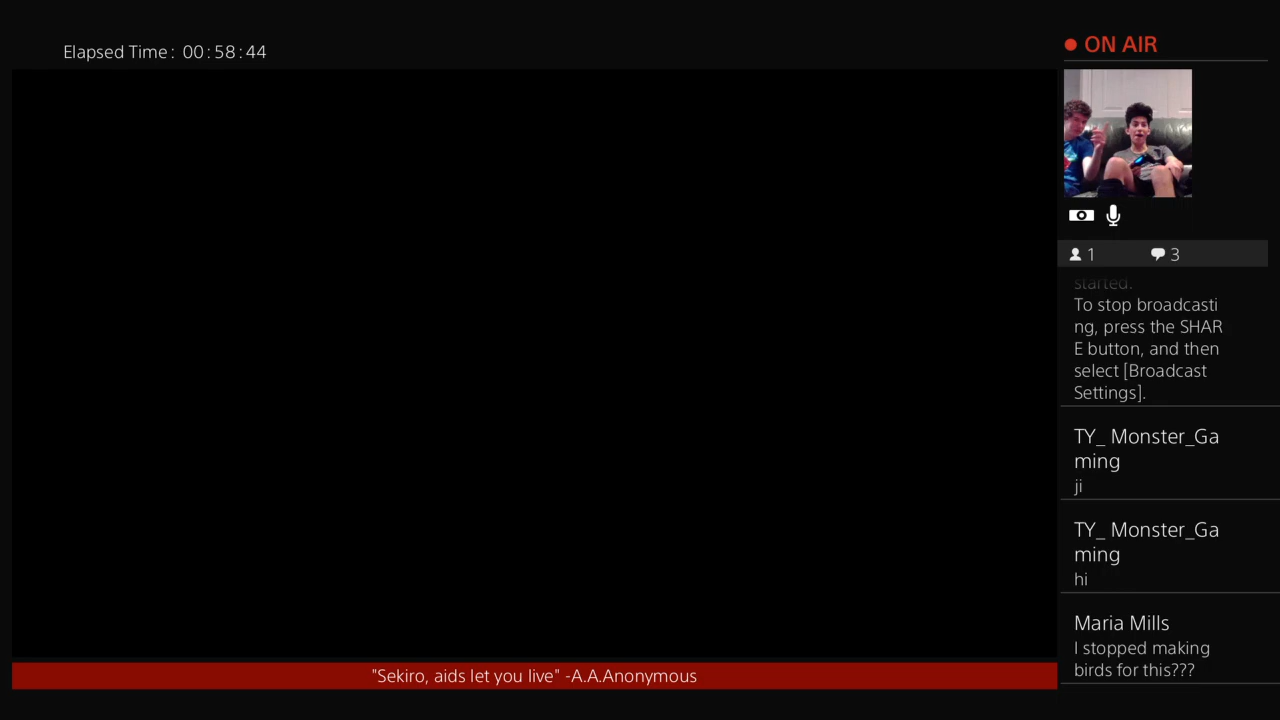 Elapsed Time: 00:58:44
ON AIR
1
3
started.
To stop broadcasti
ng, press the SHAR
E button, and then
select [Broadcast
Settings].
TY_ Monster_Ga
ming
ji
TY_ Monster_Ga
ming
hi
Maria Mills
I stopped making
birds for this???
"Sekiro, aids let you live" -A.A.Anonymous